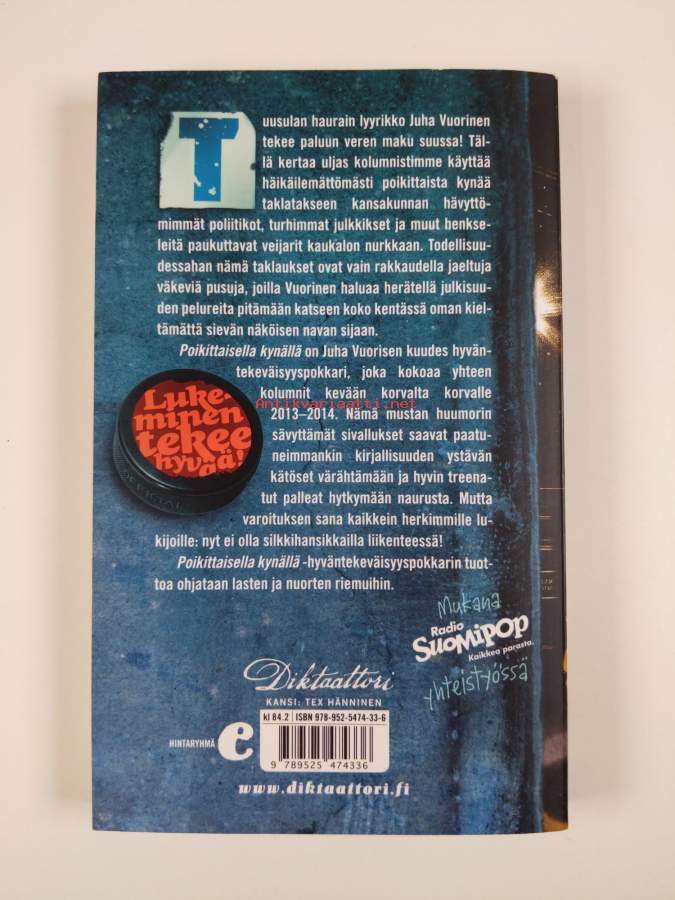 Tuusulan haurain lyyrikko Juha Vuorinen
tekee paluun veren maku suussa! Täl-
lä kertaa uljas kolumnistimme käyttää
häikäilemättömästi poikittaista kynää
taklatakseen kansakunnan hävyttö-
mimmät poliitikot, turhimmat julkkikset ja muut henkse-
leitä paukuttavat veijarit kaukalon nurkkaan. Todellisuu-
dessahan nämä taklaukset ovat vain rakkaudella jaeltuja
väkeviä pusuja, joilla Vuorinen haluaa herätellä julkisuu-
den pelureita pitämään katseen koko kentässä oman kiel-
tämättä sievän näköisen navan sijaan.
Poikittaisella kynällä on Juha Vuorisen kuudes hyvän-
tekeväisyyspokkari, joka kokoaa yhteen
kolumnit kevään korvalta korvalle
2013–2014. Nämä mustan huumorin
sävyttämät sivallukset saavat paatu-
neimmankin kirjallisuuden ystävän
kätöset värähtämään ja hyvin treena-
tut palleat hytkymään naurusta. Mutta
varoituksen sana kaikkein herkimmille lu-
kijoille: nyt ei olla silkkihansikkailla liikenteessä!
Poikittaisella kynällä -hyväntekeväisyyspokkarin tuot-
toa ohjataan lasten ja nuorten riemuihin.
Luke-
minen
tekee
hyvää!
OFFICIAL
Antikvariaatti.net
Mukana
Radio
SUOMIPOP
Kaikkea parasta.
yhteistyössä
Diktaattori
KANSI: TEX HÄNNINEN
kl 84.2 ISBN 978-952-5474-33-6
HINTARYHMÄ e
9 789525 474336
www.diktaattori.fi